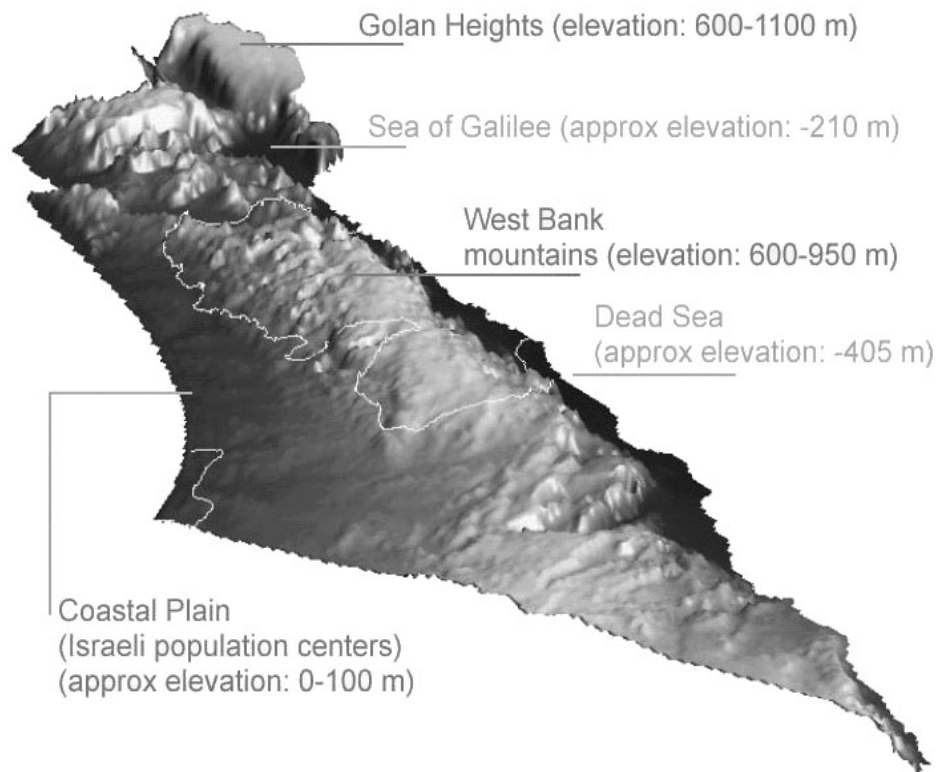 Golan Heights (elevation: 600-1100 m)
Sea of Galilee (approx elevation: -210 m)
West Bank
mountains (elevation: 600-950 m)
Dead Sea
(approx elevation: -405 m)
Coastal Plain
(Israeli population centers)
(approx elevation: 0-100 m)